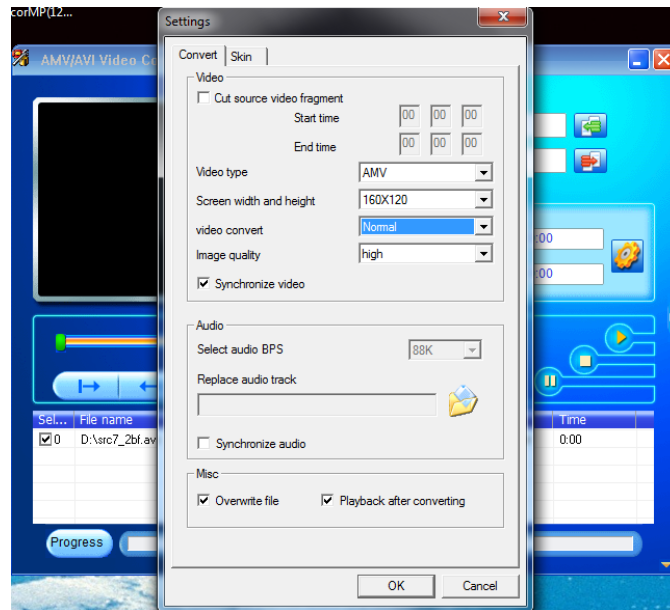 corMP(12...
Settings
AMV/AVI Video Co
Convert
Skin
Video
Cut source video fragment
Start time 00 00 00
End time 00 00 00
Video type AMV
Screen width and height 160X120
video convert Normal
Image quality high
Synchronize video
:00
:00
Audio
Select audio BPS 88K
Replace audio track
Synchronize audio
Sel... File name Time
0 D:\src7_2bf.av 0:00
Misc
Overwrite file Playback after converting
Progress
OK Cancel